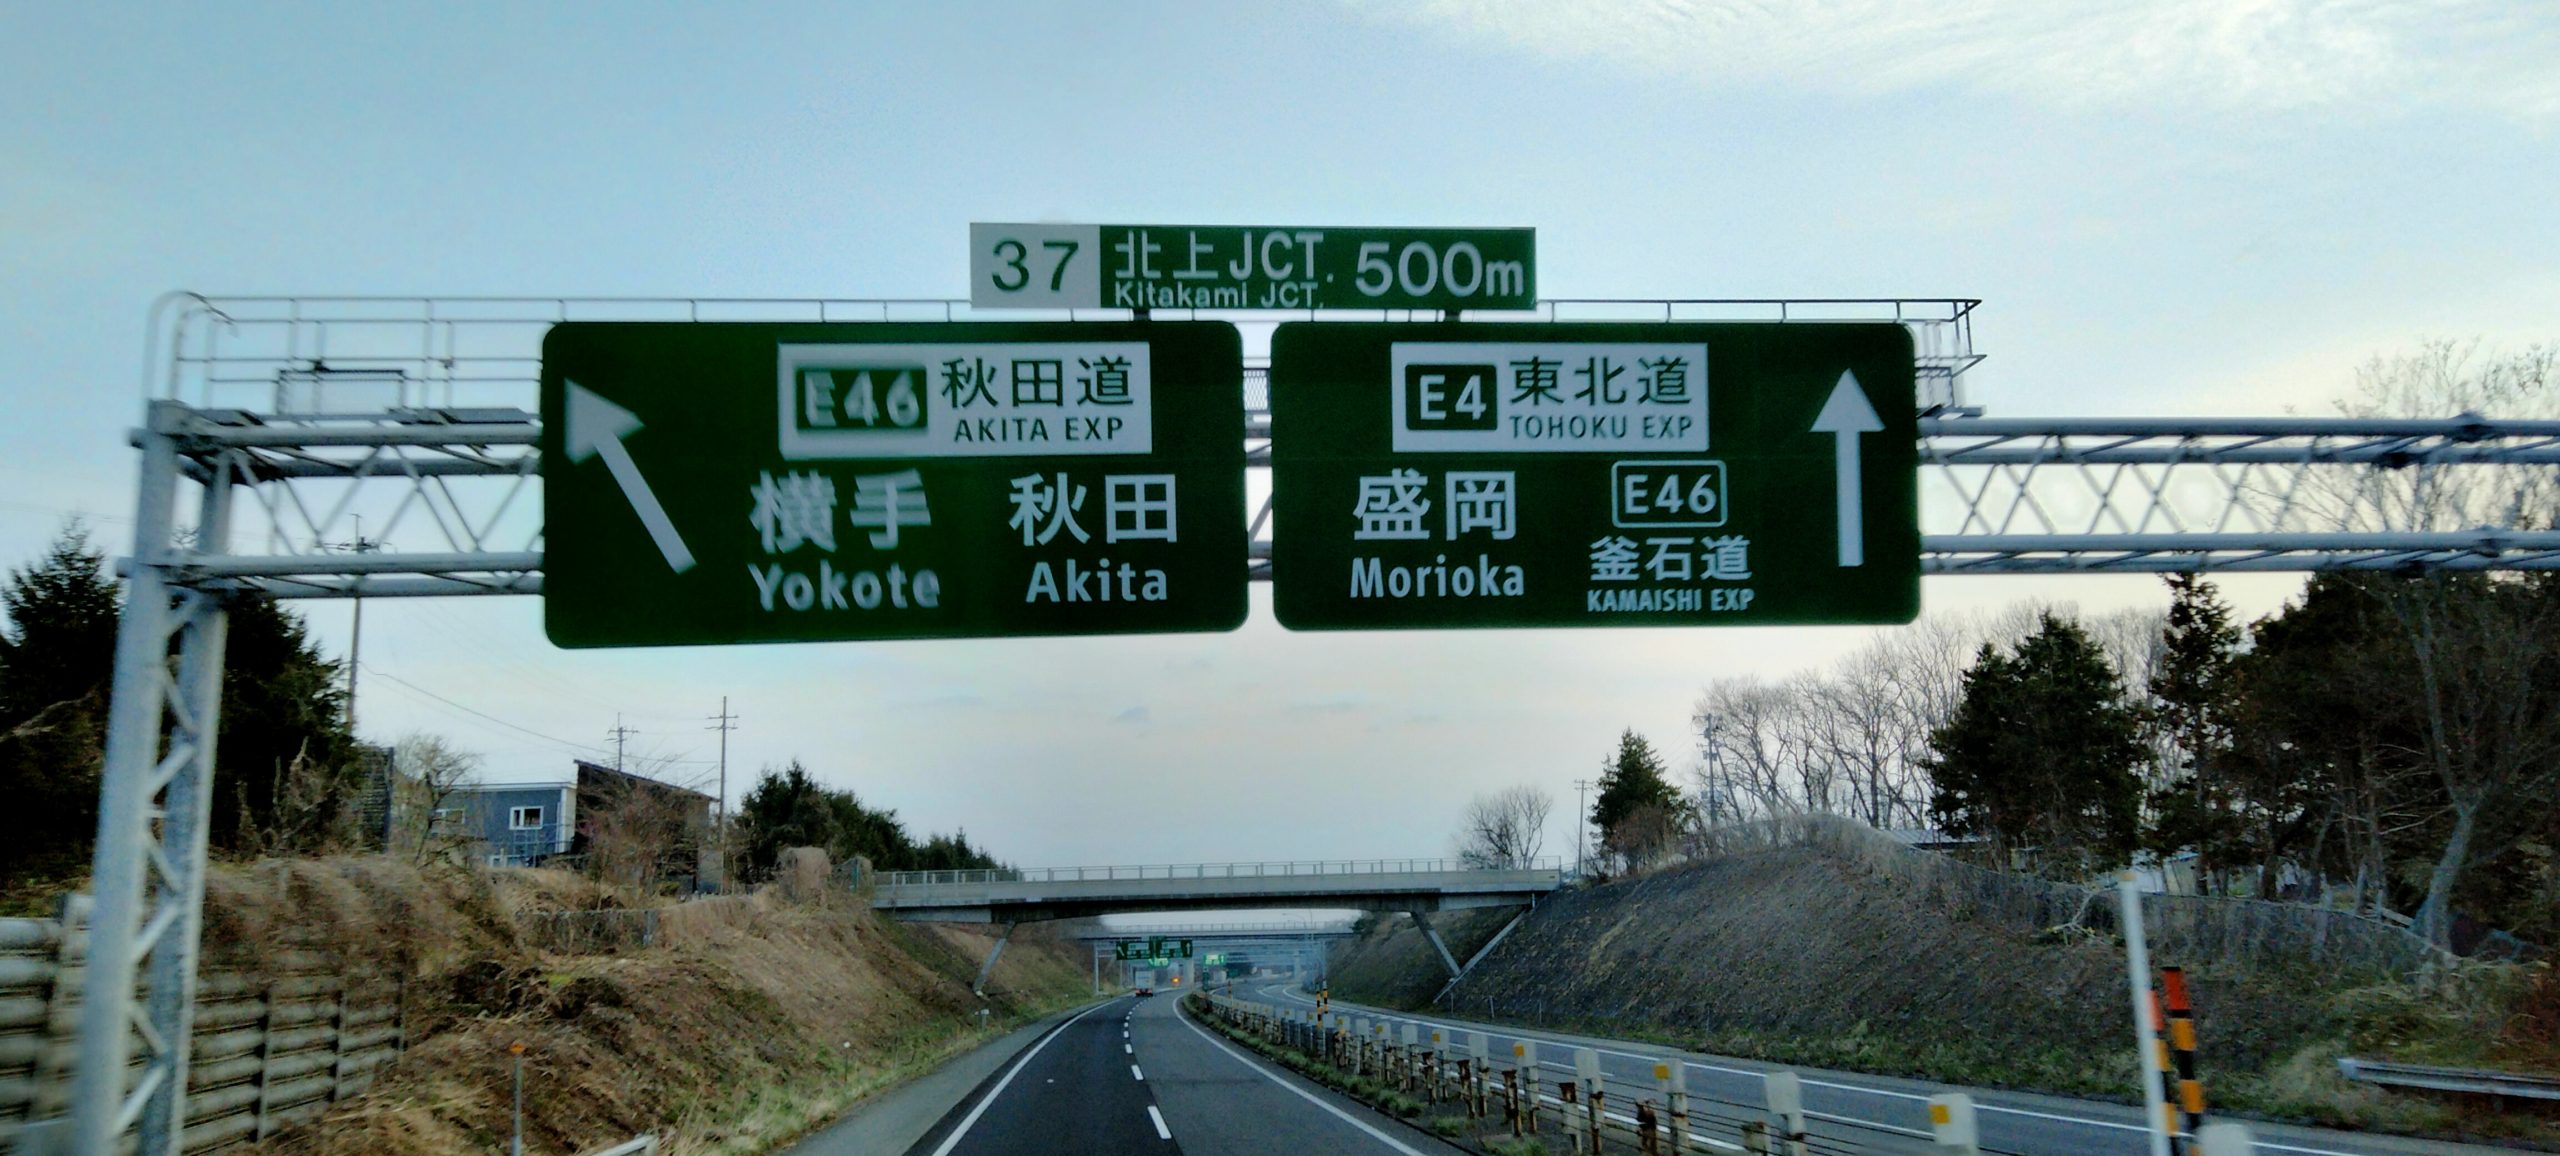 37 北上JCT. 500m
Kitakami JCT.
E46 秋田道
AKITA EXP
横手 秋田
Yokote Akita
E4 東北道
TOHOKU EXP
盛岡 E46
Morioka 釜石道
KAMAISHI EXP